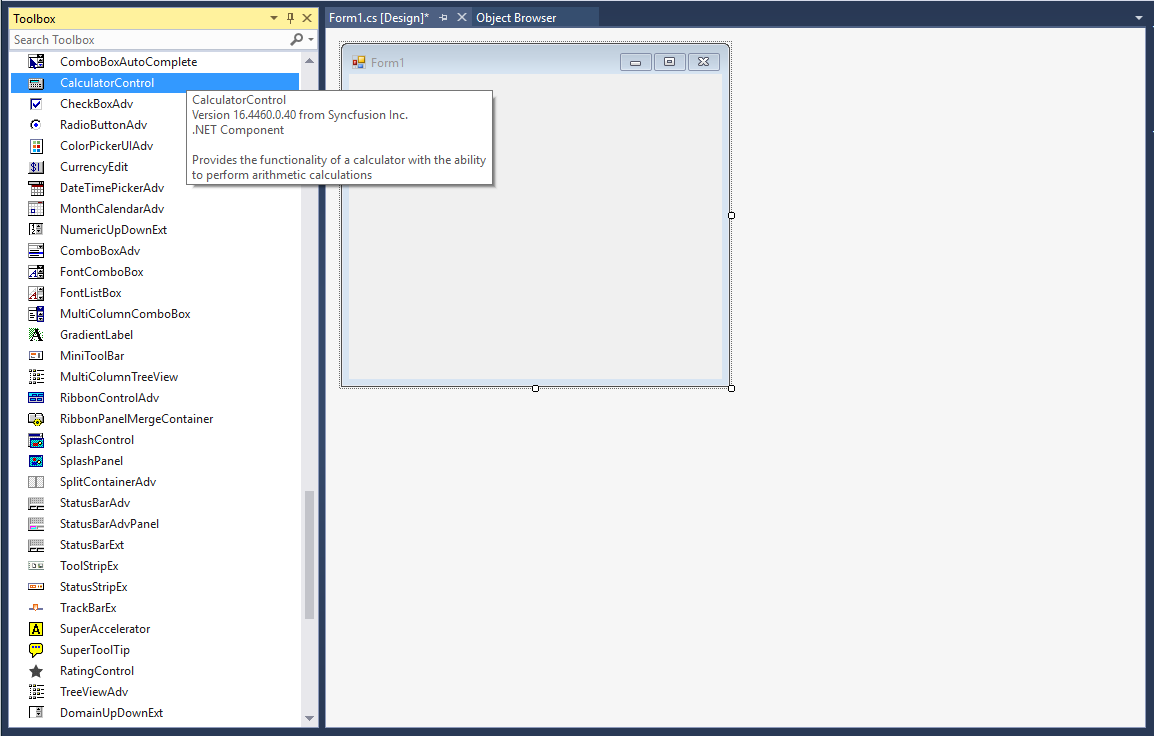 Toolbox
Form1.cs [Design]*
Object Browser
Search Toolbox
ComboBoxAutoComplete
CalculatorControl
CheckBoxAdv
RadioButtonAdv
ColorPickerUIAdv
CurrencyEdit
DateTimePickerAdv
MonthCalendarAdv
NumericUpDownExt
ComboBoxAdv
FontComboBox
FontListBox
MultiColumnComboBox
GradientLabel
MiniToolBar
MultiColumnTreeView
RibbonControlAdv
RibbonPanelMergeContainer
SplashControl
SplashPanel
SplitContainerAdv
StatusBarAdv
StatusBarAdvPanel
StatusBarExt
ToolStripEx
StatusStripEx
TrackBarEx
SuperAccelerator
SuperToolTip
RatingControl
TreeViewAdv
DomainUpDownExt
CalculatorControl
Version 16.4460.0.40 from Syncfusion Inc.
.NET Component
Provides the functionality of a calculator with the ability
to perform arithmetic calculations
Form1